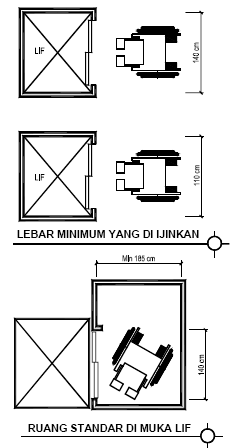 LIF
140 cm
LIF
110 cm
LEBAR MINIMUM YANG DI IJINKAN
Min 185 cm
140 cm
RUANG STANDAR DI MUKA LIF